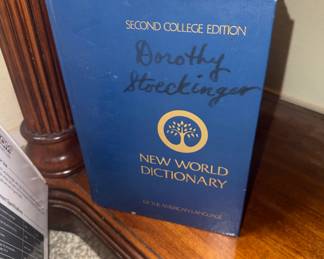 SECOND COLLEGE EDITION
Dorothy
Stoeckinger
NEW WORLD
DICTIONARY
OF THE AMERICAN LANGUAGE